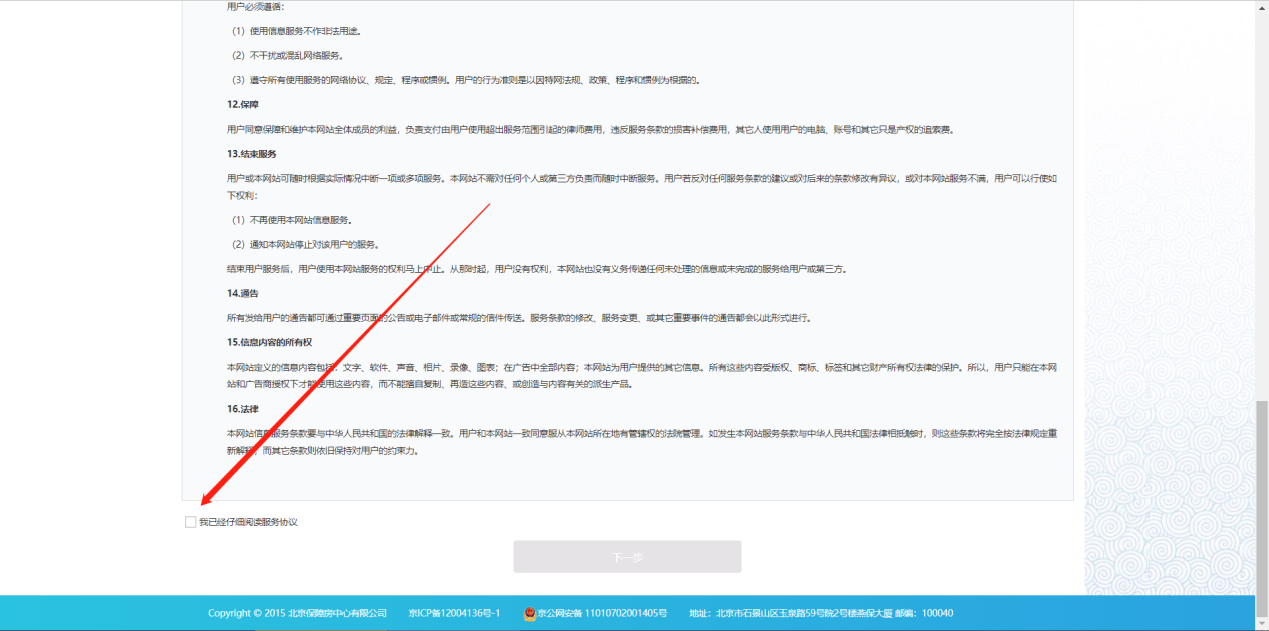 用户必须遵循：
（1）使用信息服务不作非法用途。
（2）不干扰或混乱网络服务。
（3）遵守所有使用服务的网络协议、规定、程序或惯例。用户的行为准则是以因特网法规、政策、程序和惯例为根据的。
12.保障
用户同意保障和维护本网站全体成员的利益，负责支付由用户使用超出服务范围引起的律师费用，违反服务条款的损害补偿费用，其它人使用用户的电脑、账号和其它只是产权的追索费。
13.结束服务
用户或本网站可随时根据实际情况中断一项或多项服务。本网站不需对任何个人或第三方负责而随时中断服务。用户若反对任何服务条款的建议或对后来的条款修改有异议，或对本网站服务不满，用户可以行使如
下权利：
（1）不再使用本网站信息服务。
（2）通知本网站停止对该用户的服务。
结束用户服务后，用户使用本网站服务的权利马上中止。从那时起，用户没有权利，本网站也没有义务传递任何未处理的信息或未完成的服务给用户或第三方。
14.通告
所有发给用户的通告都可通过重要页面的公告或电子邮件或常规的信件传送。服务条款的修改、服务变更、或其它重要事件的通告都会以此形式进行。
15.信息内容的所有权
本网站定义的信息内容包括：文字、软件、声音、相片、录像、图表；在广告中全部内容；本网站为用户提供的其它信息。所有这些内容受版权、商标、标签和其它财产所有权法律的保护。所以，用户只能在本网
站和广告商授权下才能使用这些内容，而不能擅自复制、再造这些内容、或创造与内容有关的派生产品。
16.法律
本网站信息服务条款要与中华人民共和国的法律解释一致。用户和本网站一致同意服从本网站所在地有管辖权的法院管理。如发生本网站服务条款与中华人民共和国法律相抵触时，则这些条款将完全按法律规定重
新解释，而其它条款则依旧保持对用户的约束力。
我已经仔细阅读服务协议
下一步
Copyright © 2015 北京保障房中心有限公司 京ICP备12004136号-1 京公网安备 11010702001405号 地址：北京市石景山区玉泉路59号院2号楼燕保大厦 邮编：100040